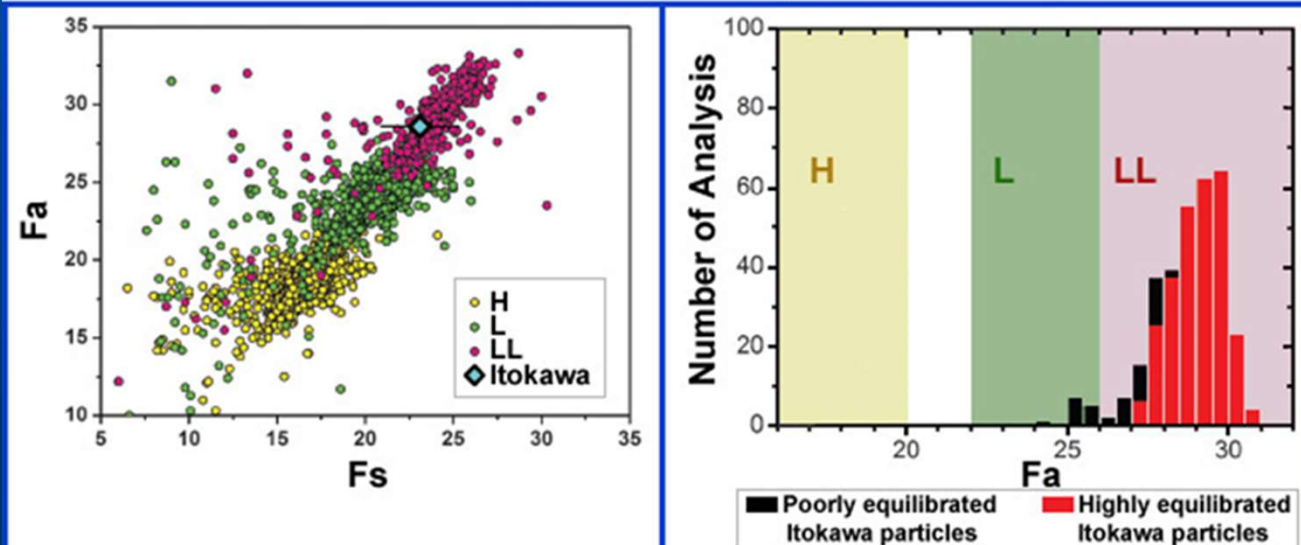 35
30
25
20
15
10
Fa
5
10
15
20
25
30
35
Fs
H
L
LL
Itokawa
100
80
60
40
20
0
Number of Analysis
H
L
LL
20
25
30
Fa
Poorly equilibrated
Itokawa particles
Highly equilibrated
Itokawa particles